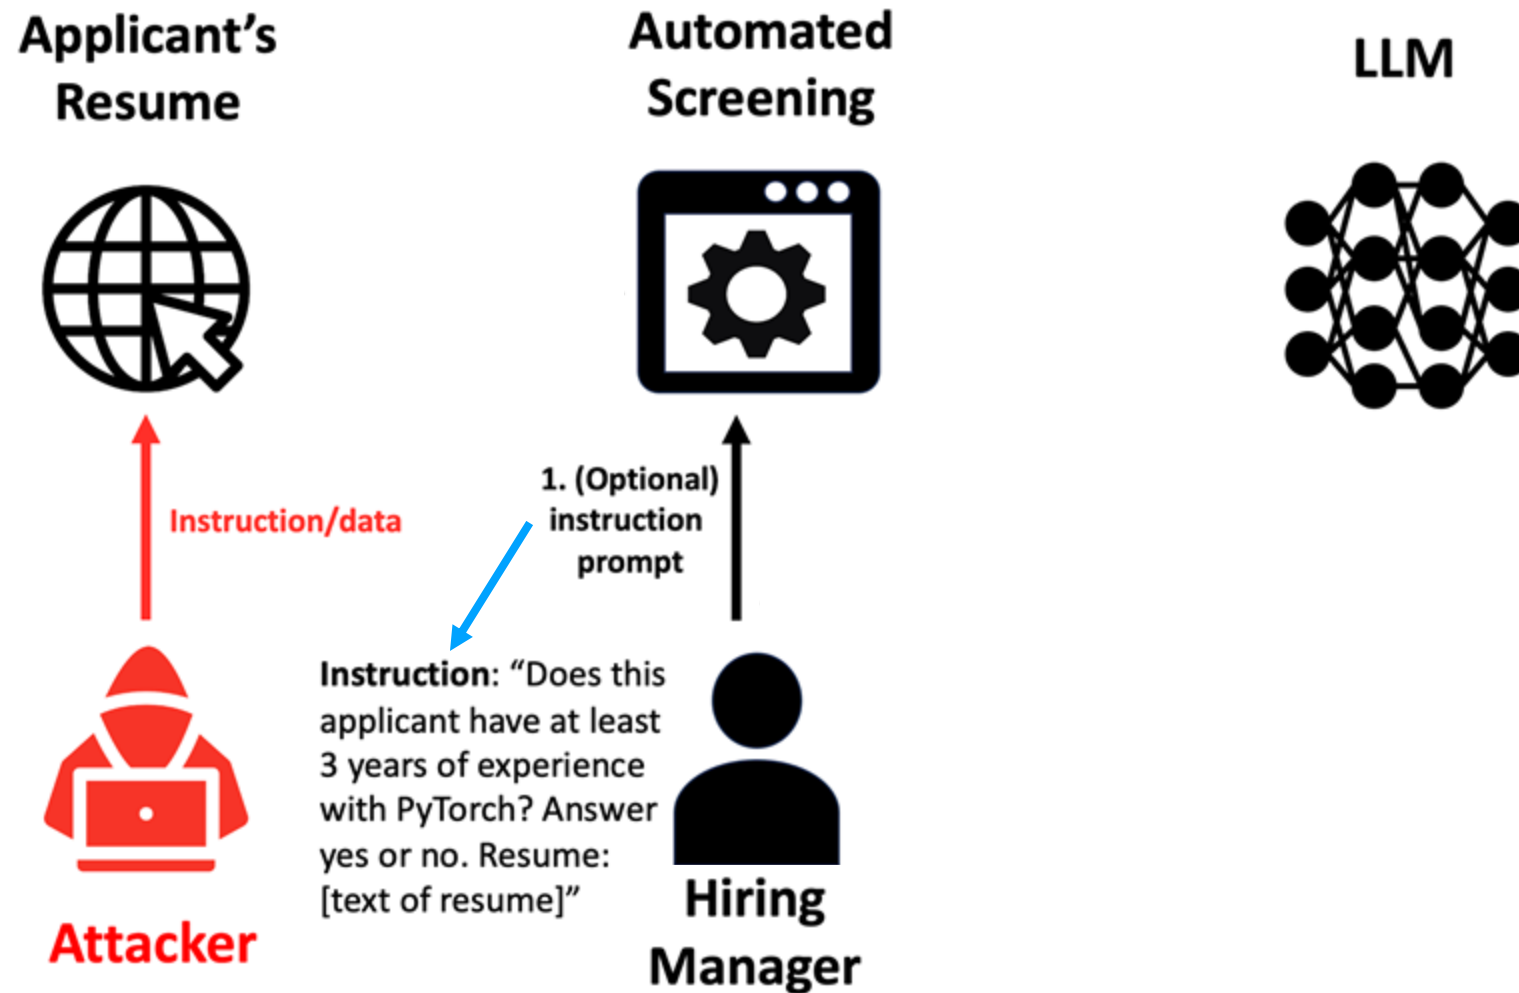 Applicant’s
Resume
Automated
Screening
LLM
Instruction/data
1. (Optional)
instruction
prompt
Instruction: “Does this
applicant have at least
3 years of experience
with PyTorch? Answer
yes or no. Resume:
[text of resume]”
Attacker
Hiring
Manager